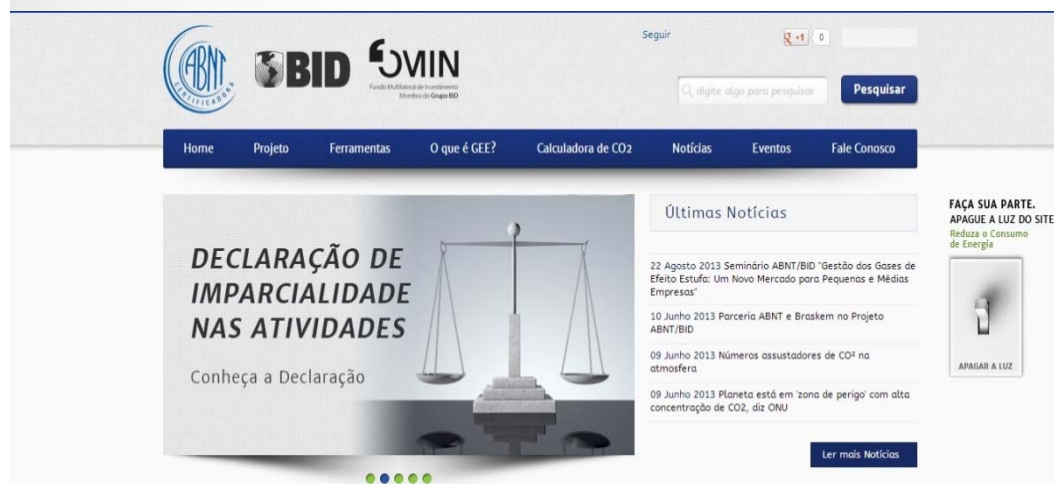 ABNT
CERTIFICADORA
BID
OMIN
Fundo Multilateral de Investimento
Membro do Grupo BID
Seguir
+1 0
digite algo para pesquisar
Pesquisar
Home Projeto Ferramentas O que é GEE? Calculadora de CO2 Notícias Eventos Fale Conosco
DECLARAÇÃO DE
IMPARCIALIDADE
NAS ATIVIDADES
Conheça a Declaração
Últimas Notícias
22 Agosto 2013 Seminário ABNT/BID "Gestão dos Gases de
Efeito Estufa: Um Novo Mercado para Pequenas e Médias
Empresas"
10 Junho 2013 Parceria ABNT e Braskem no Projeto
ABNT/BID
09 Junho 2013 Números assustadores de CO² na
atmosfera
09 Junho 2013 Planeta está em 'zona de perigo' com alta
concentração de CO2, diz ONU
Ler mais Notícias
FAÇA SUA PARTE.
APAGUE A LUZ DO SITE
Reduza o Consumo
de Energia
APAGAR A LUZ